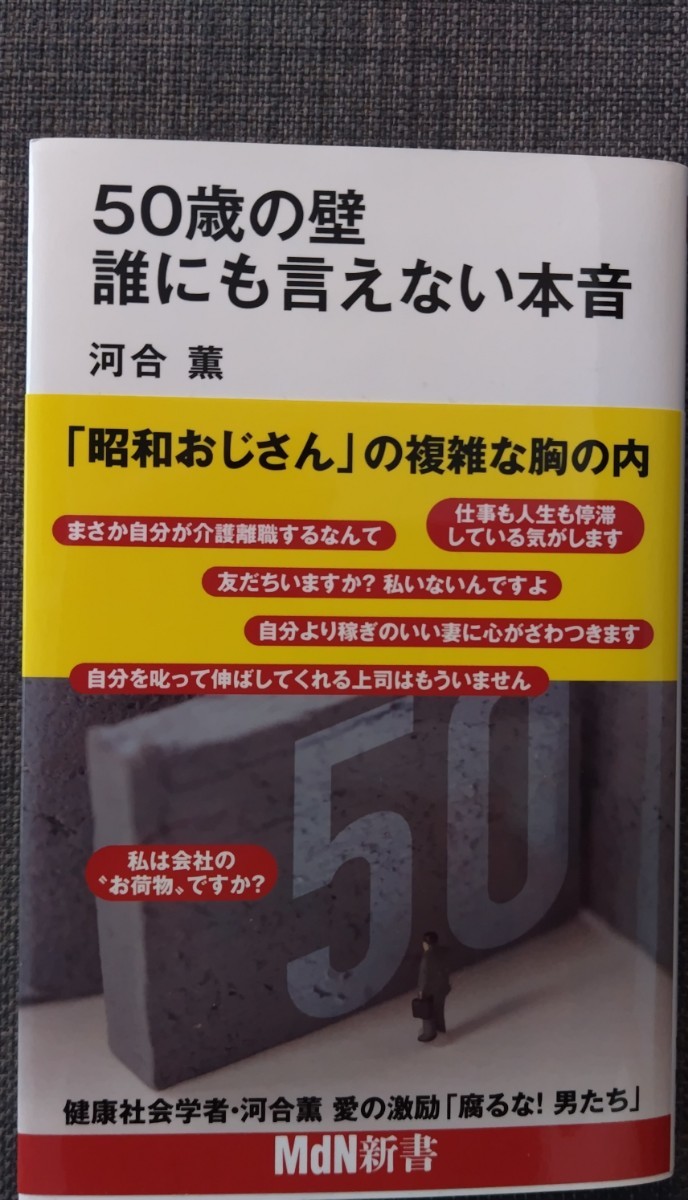 50歳の壁
誰にも言えない本音
河合 薫
「昭和おじさん」の複雑な胸の内
仕事も人生も停滞
している気がします
まさか自分が介護離職するなんて
友だちいますか? 私いないんですよ
自分より稼ぎのいい妻に心がざわつきます
自分を叱って伸ばしてくれる上司はもういません
50
私は会社の
〝お荷物〟ですか?
健康社会学者・河合薫 愛の激励「腐るな! 男たち」
MdN新書